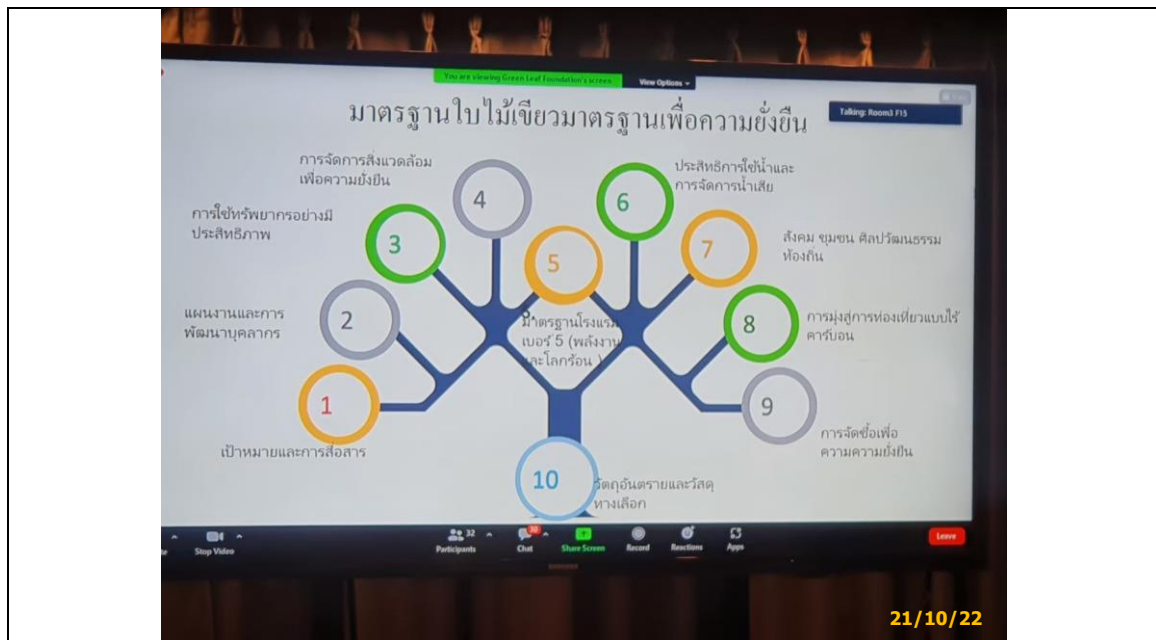 You are viewing Green Leaf Foundation's screen
View Options
Talking: Room3 F15
มาตรฐานใบไม้เขียวมาตรฐานเพื่อความยั่งยืน
การจัดการสิ่งแวดล้อม
เพื่อความยั่งยืน
4
6
ประสิทธิการใช้น้ำและ
การจัดการน้ำเสีย
การใช้ทรัพยากรอย่างมี
ประสิทธิภาพ
3
5
7
สังคม ชุมชน ศิลปวัฒนธรรม
ท้องถิ่น
แผนงานและการ
พัฒนาบุคลากร
2
มาตรฐานโรงแรม
เบอร์ 5 (พลังงาน
และโลกร้อน )
8
การมุ่งสู่การท่องเที่ยวแบบไร้
คาร์บอน
1
เป้าหมายและการสื่อสาร
9
การจัดซื้อเพื่อ
ความความยั่งยืน
10
วัตถุอันตรายและวัสดุ
ทางเลือก
Stop Video
Participants
32
Chat
30
Share Screen
Record
Reactions
Apps
Leave
21/10/22